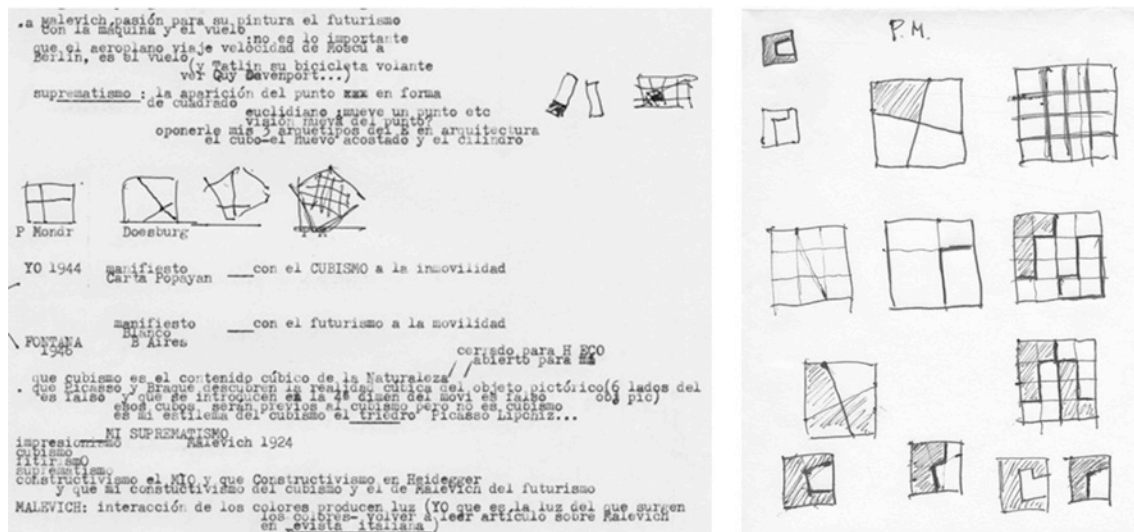 .a Malevich,pasión para su pintura el futurismo
con la máquina y el vuelo
:no es lo importante
que el aeroplano viaje velocidad de Moscú a
Berlín, es el vuelo
(y Tatlin su bicicleta volante
ver Guy Davenport...)
suprematismo : la aparición del punto xxx en forma
de cuadrado
euclidiano ;mueve un punto etc
visión nueva del punto?
oponerle mis 3 arquetipos del E en arquitectura
el cubo-el Huevo acostado y el cilindro
P Mondr Doesburg
YO 1944 manifiesto con el CUBISMO a la inmovilidad
Carta Popayan
manifiesto con el futurismo a la movilidad
Blanco
FONTANA B Aires
1946
cerrado para H ECO
abierto para mi
que cubismo es el contenido cúbico de la Naturaleza
. que Picasso y Braque descubren la realidad cúbica del objeto pictórico(6 lados del
es falso y que se introducen en la 4ª dimen del movi es falso obj pic)
esos cubos serán previos al cubismo pero no es cubismo
es mi estilema del cubismo el triedro Picasso Lipchiz...
MI SUPREMATISMO
impresionismo Malevich 1924
cubismo
fitirismO
suprematismo
constructivismo el MIO y que Constructivismo en Heidegger
y que mi constuctivismo del cubismo y el de Malevich del futurismo
MALEVICH: interacción de los colores producen luz (YO que es la luz del que surgen
los colores- volver a leer artículo sobre Malevich
en revista italiana)
P.M.